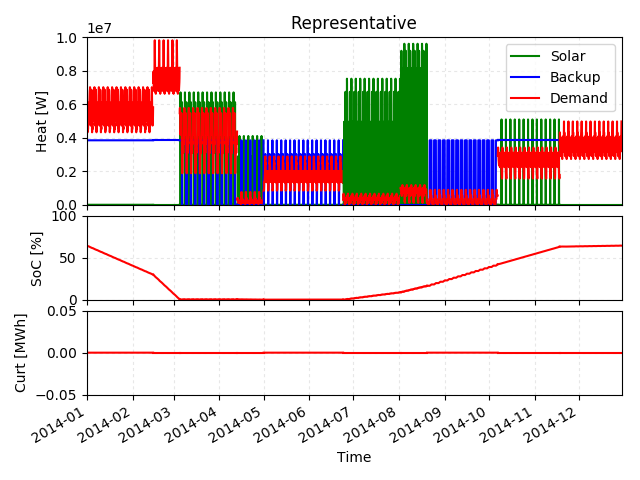 Representative
1e7
1.0
0.8
0.6
0.4
0.2
0.0
Heat [W]
Solar
Backup
Demand
100
50
0
SoC [%]
0.05
0.00
−0.05
Curt [MWh]
2014-01
2014-02
2014-03
2014-04
2014-05
2014-06
2014-07
2014-08
2014-09
2014-10
2014-11
2014-12
Time